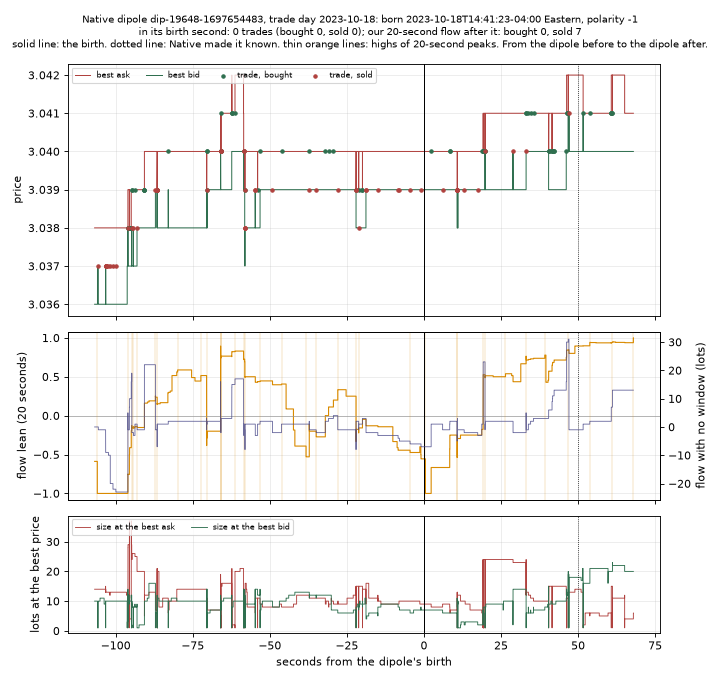 Native dipole dip-19648-1697654483, trade day 2023-10-18: born 2023-10-18T14:41:23-04:00 Eastern, polarity -1
in its birth second: 0 trades (bought 0, sold 0); our 20-second flow after it: bought 0, sold 7
solid line: the birth. dotted line: Native made it known. thin orange lines: highs of 20-second peaks. From the dipole before to the dipole after.
best ask best bid trade, bought trade, sold
3.042
3.041
3.040
3.039
3.038
3.037
3.036
price
1.0
0.5
0.0
−0.5
−1.0
flow lean (20 seconds)
30
20
10
0
−10
−20
flow with no window (lots)
size at the best ask size at the best bid
30
20
10
0
lots at the best price
−100 −75 −50 −25 0 25 50 75
seconds from the dipole's birth